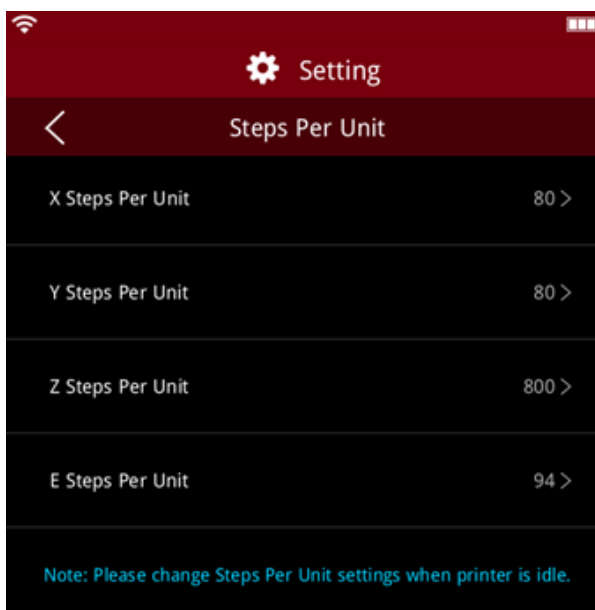 Setting
Steps Per Unit
X Steps Per Unit 80
Y Steps Per Unit 80
Z Steps Per Unit 800
E Steps Per Unit 94
Note: Please change Steps Per Unit settings when printer is idle.